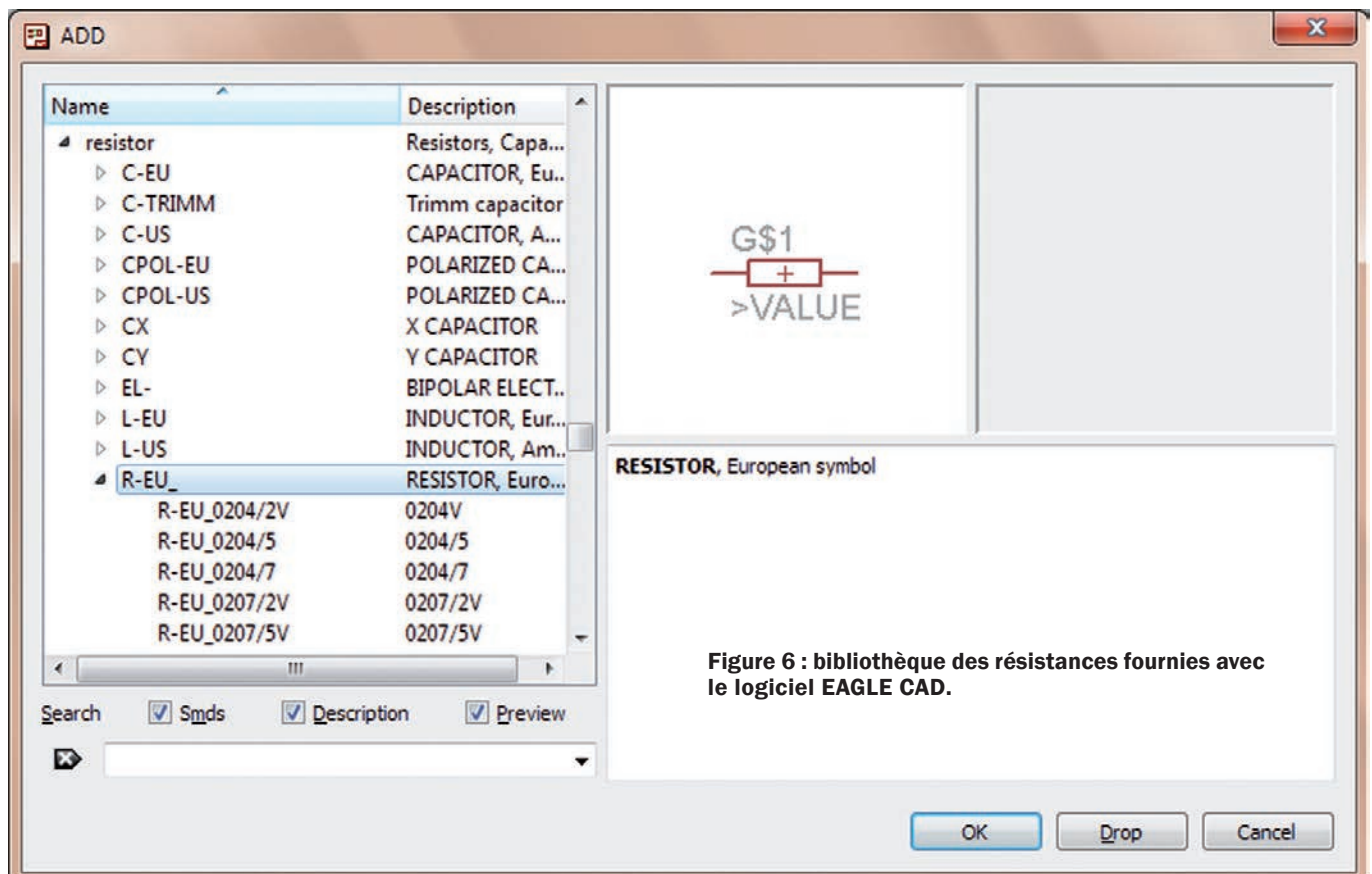 ADD
Name Description
resistor Resistors, Capa...
C-EU CAPACITOR, Eu..
C-TRIMM Trimm capacitor
C-US CAPACITOR, A...
CPOL-EU POLARIZED CA...
CPOL-US POLARIZED CA...
CX X CAPACITOR
CY Y CAPACITOR
EL- BIPOLAR ELECT..
L-EU INDUCTOR, Eur...
L-US INDUCTOR, Am..
R-EU_ RESISTOR, Euro...
R-EU_0204/2V 0204V
R-EU_0204/5 0204/5
R-EU_0204/7 0204/7
R-EU_0207/2V 0207/2V
R-EU_0207/5V 0207/5V
Search Smds Description Preview
G$1
>VALUE
RESISTOR, European symbol
Figure 6 : bibliothèque des résistances fournies avec
le logiciel EAGLE CAD.
OK Drop Cancel